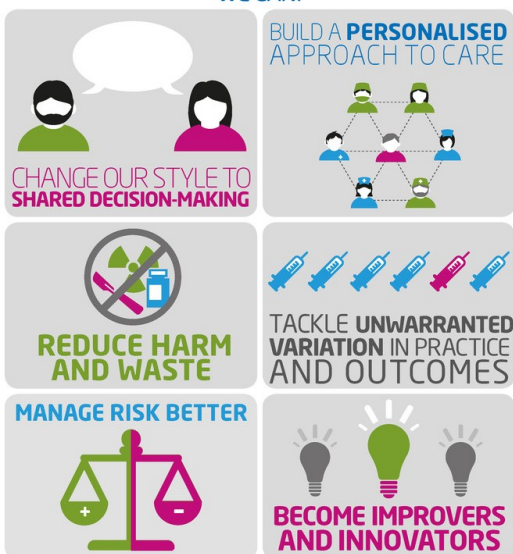 BUILD A PERSONALISED
APPROACH TO CARE
CHANGE OUR STYLE TO
SHARED DECISION-MAKING
REDUCE HARM
AND WASTE
TACKLE UNWARRANTED
VARIATION IN PRACTICE
AND OUTCOMES
MANAGE RISK BETTER
+
-
BECOME IMPROVERS
AND INNOVATORS